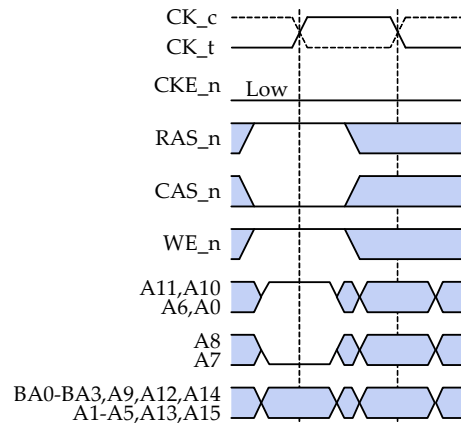 CK_c
CK_t
CKE_n
Low
RAS_n
CAS_n
WE_n
A11,A10
A6,A0
A8
A7
BA0-BA3,A9,A12,A14
A1-A5,A13,A15